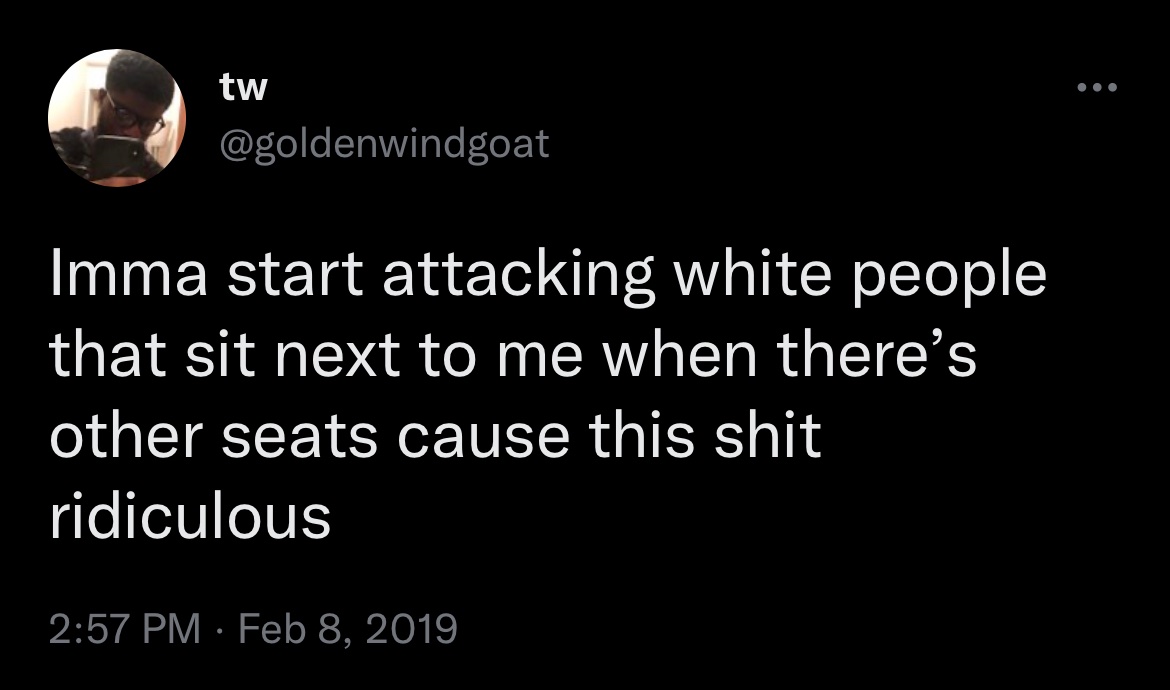 tw
@goldenwindgoat
Imma start attacking white people
that sit next to me when there’s
other seats cause this shit
ridiculous
2:57 PM · Feb 8, 2019